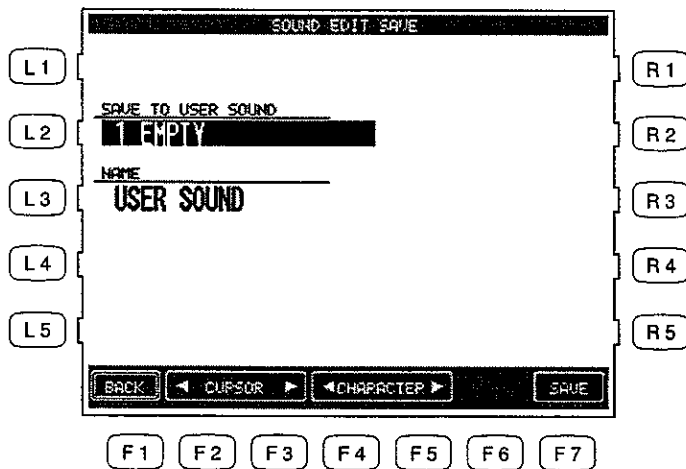 SOUND EDIT SAVE
L1 R1
SAVE TO USER SOUND
L2 1 EMPTY R2
NAME
L3 USER SOUND R3
L4 R4
L5 R5
BACK ◄ CURSOR ► ◄CHARACTER► SAVE
F1 F2 F3 F4 F5 F6 F7